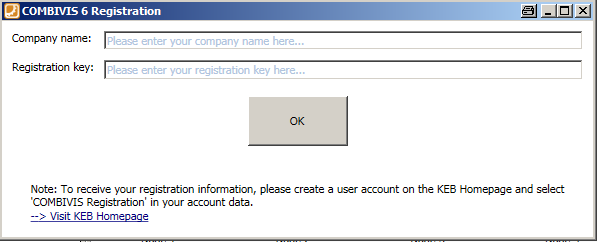 COMBIVIS 6 Registration
Company name:
Please enter your company name here...
Registration key:
Please enter your registration key here...
OK
Note: To receive your registration information, please create a user account on the KEB Homepage and select
'COMBIVIS Registration' in your account data.
--> Visit KEB Homepage